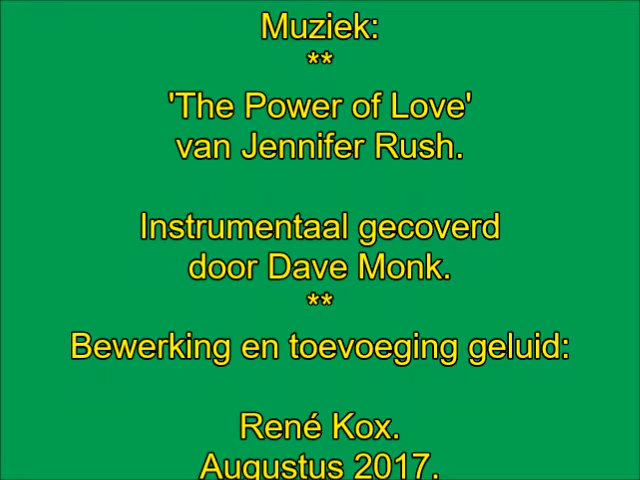 Muziek:
**
'The Power of Love'
van Jennifer Rush.
Instrumentaal gecoverd
door Dave Monk.
**
Bewerking en toevoeging geluid:
René Kox.
Augustus 2017.